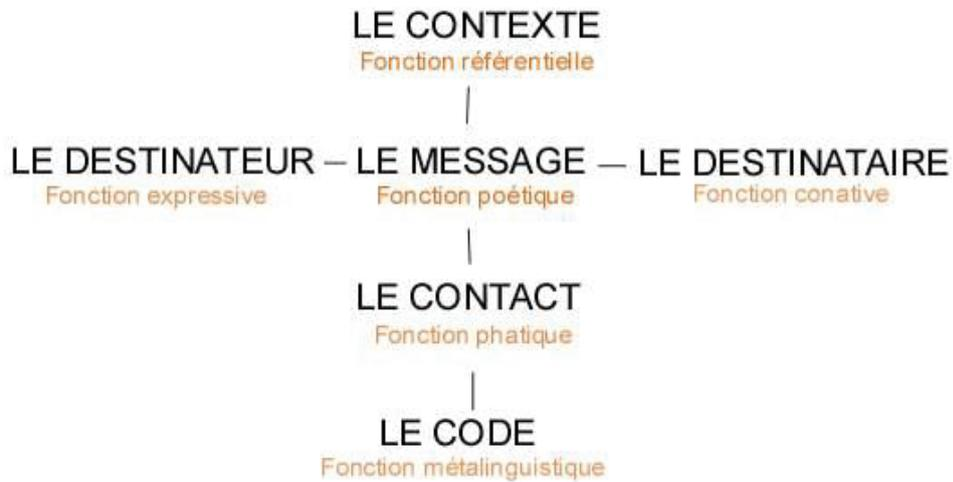 LE CONTEXTE
Fonction référentielle
LE DESTINATEUR – LE MESSAGE — LE DESTINATAIRE
Fonction expressive Fonction poétique Fonction conative
LE CONTACT
Fonction phatique
LE CODE
Fonction métalinguistique